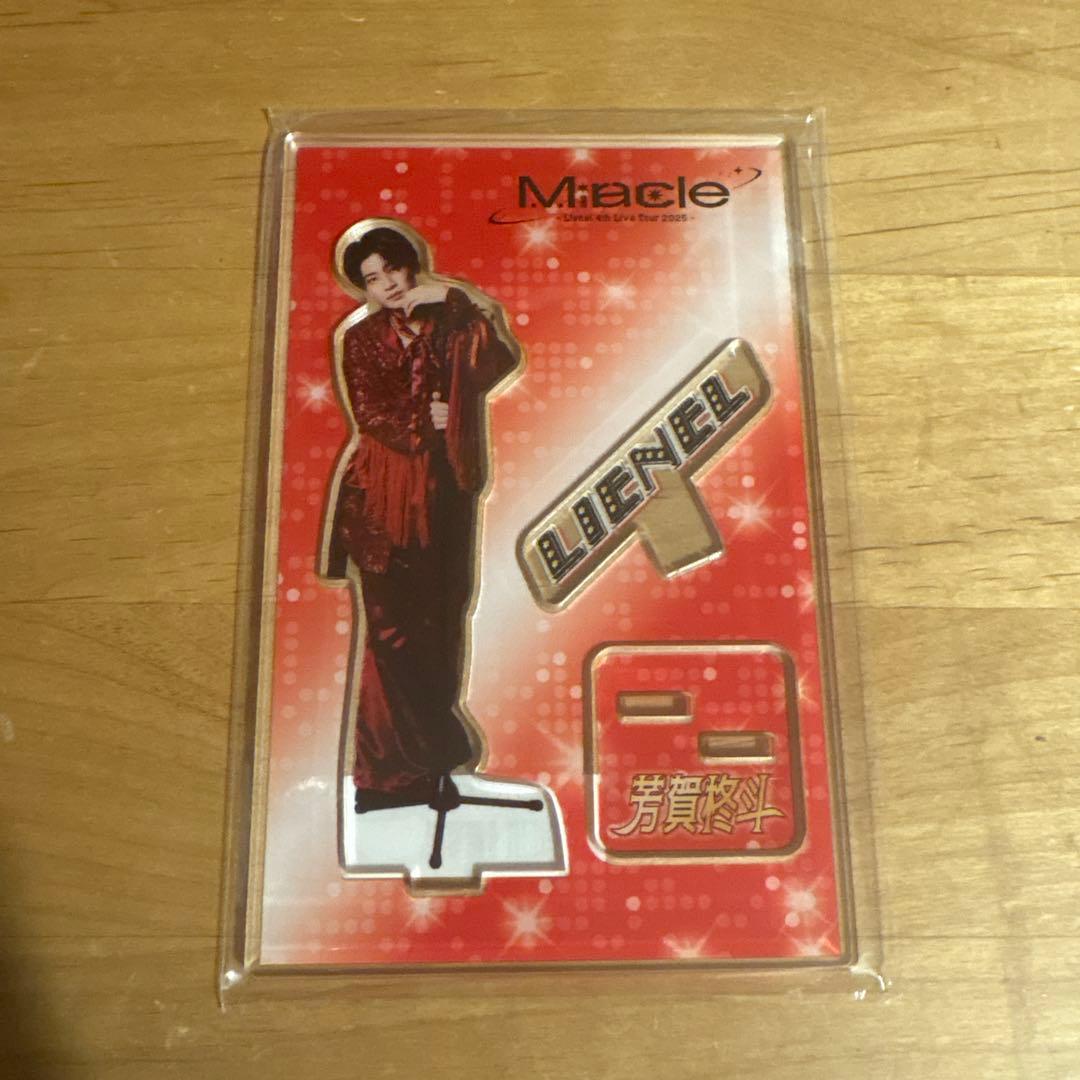 Miracle
- Lienel 4th Live Tour 2025 -
LIENEL
芳賀柊斗